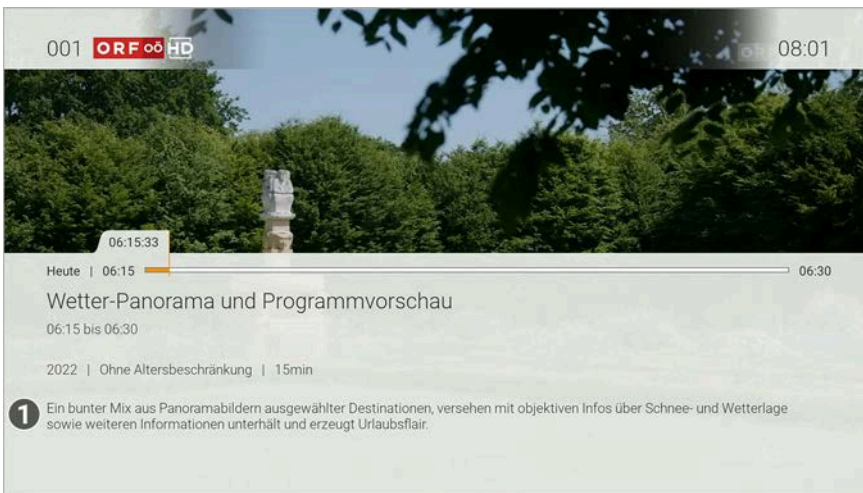 001 ORF oö HD 08:01
06:15:33
Heute | 06:15 06:30
Wetter-Panorama und Programmvorschau
06:15 bis 06:30
2022 | Ohne Altersbeschränkung | 15min
1 Ein bunter Mix aus Panoramabildern ausgewählter Destinationen, versehen mit objektiven Infos über Schnee- und Wetterlage
sowie weiteren Informationen unterhält und erzeugt Urlaubsflair.